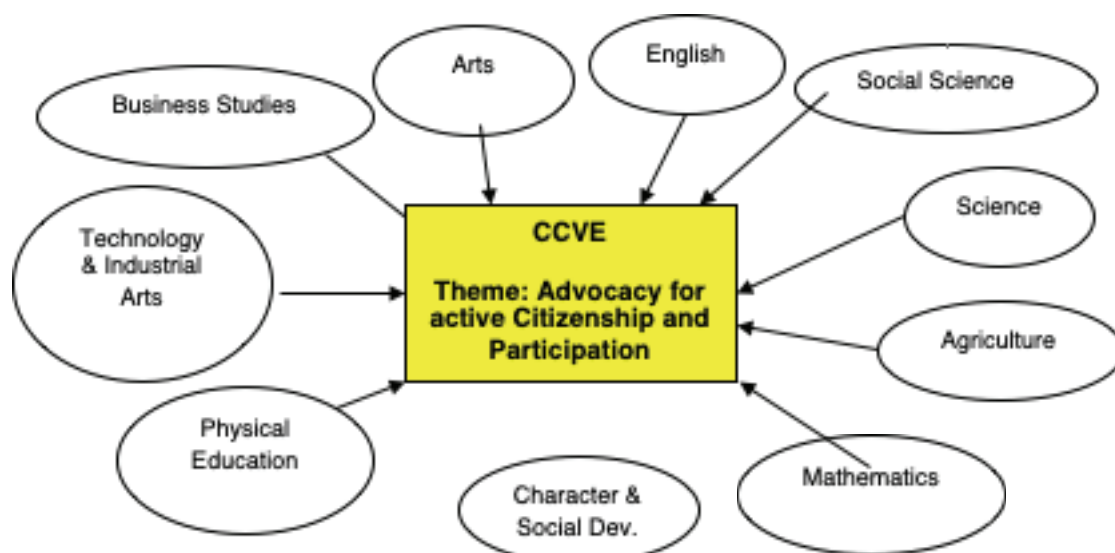 Arts
English
Social Science
Business Studies
Science
Technology
& Industrial
Arts
CCVE
Theme: Advocacy for
active Citizenship and
Participation
Agriculture
Physical
Education
Mathematics
Character &
Social Dev.